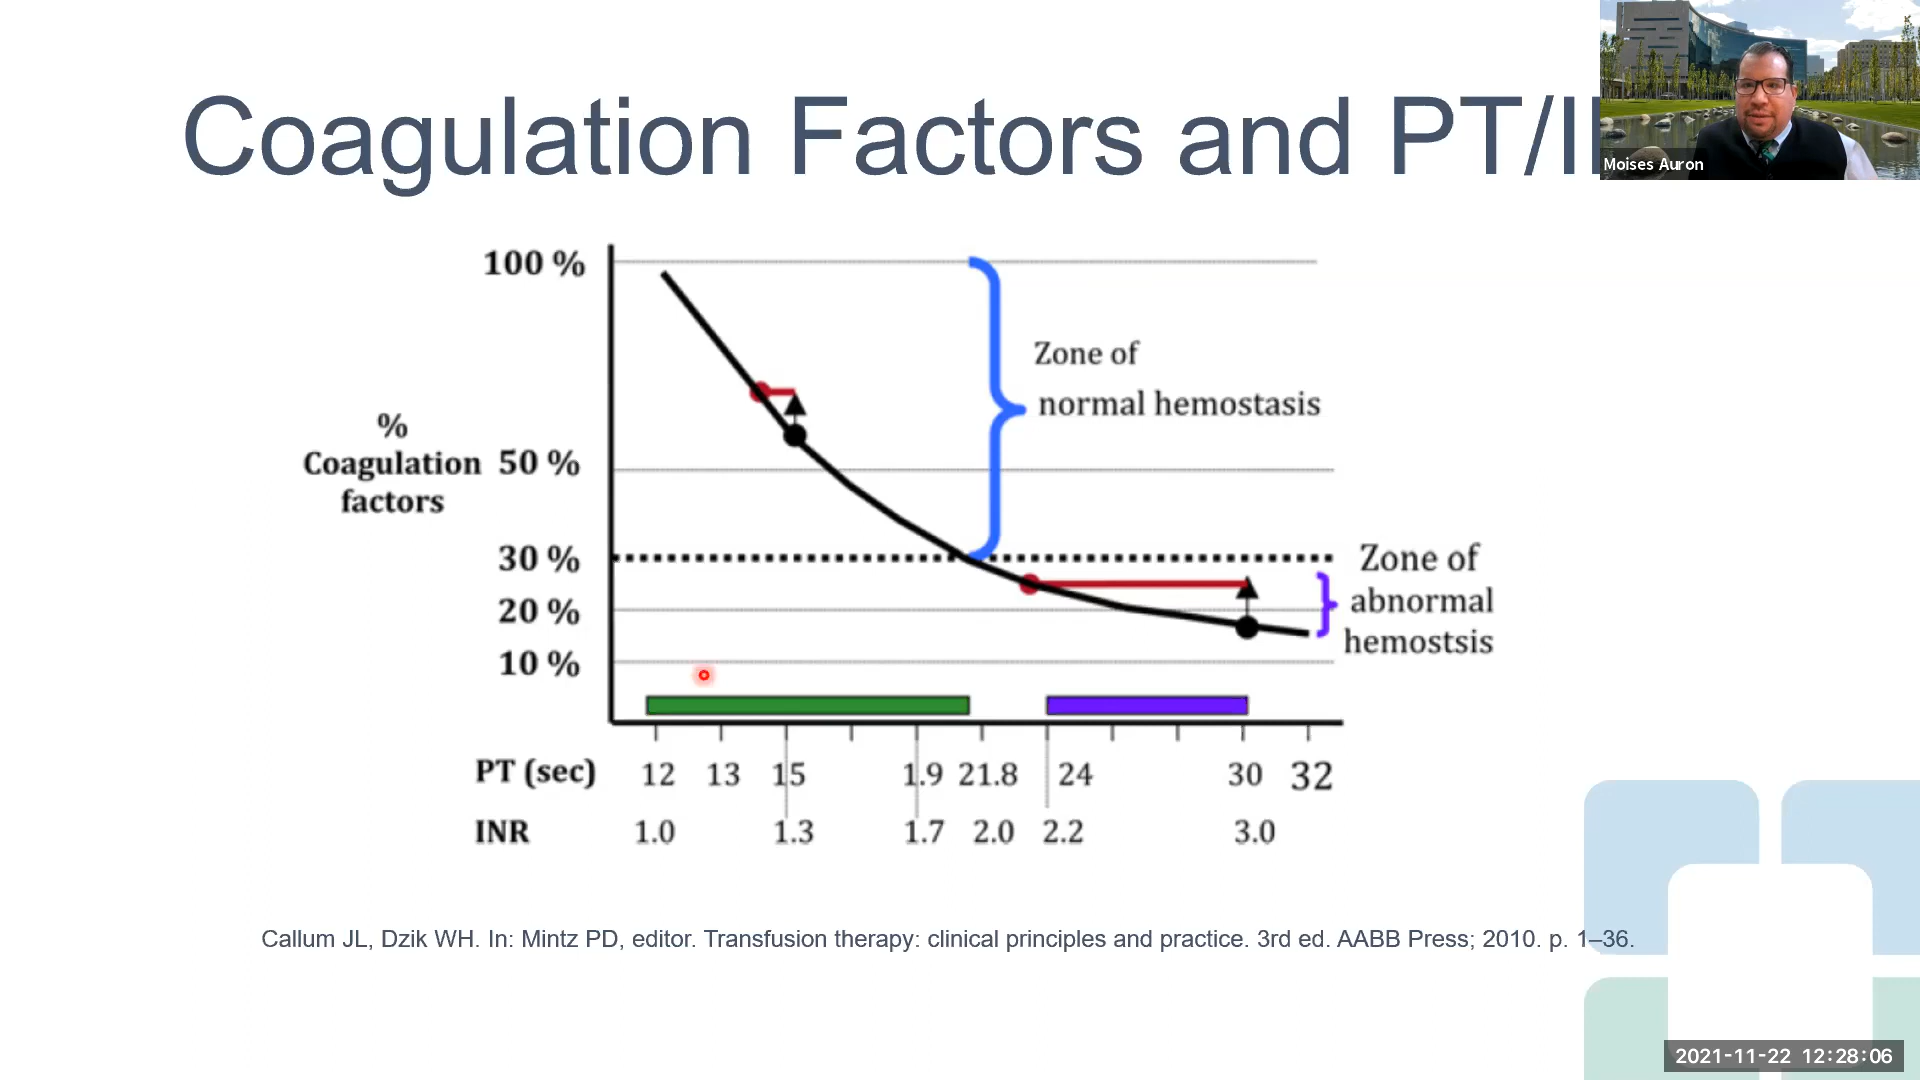 Coagulation Factors and PT/I
Moises Auron
100 %
Zone of
normal hemostasis
%
Coagulation
factors
50 %
30 %
Zone of
abnormal
hemostsis
20 %
10 %
PT (sec) 12 13 15 1.9 21.8 24 30 32
INR 1.0 1.3 1.7 2.0 2.2 3.0
Callum JL, Dzik WH. In: Mintz PD, editor. Transfusion therapy: clinical principles and practice. 3rd ed. AABB Press; 2010. p. 1–36.
2021-11-22 12:28:06